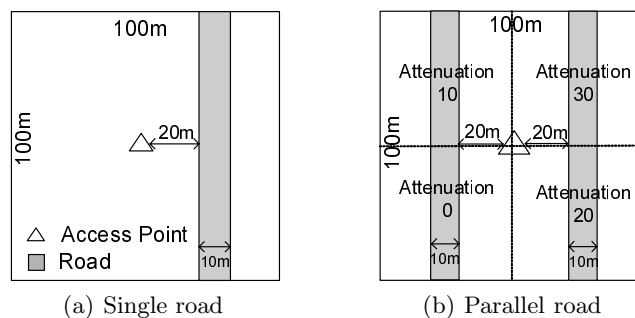 100m
100m
20m
Access Point
Road
10m
(a) Single road
100m
100m
Attenuation
10
Attenuation
30
20m
20m
Attenuation
0
Attenuation
20
10m
10m
(b) Parallel road